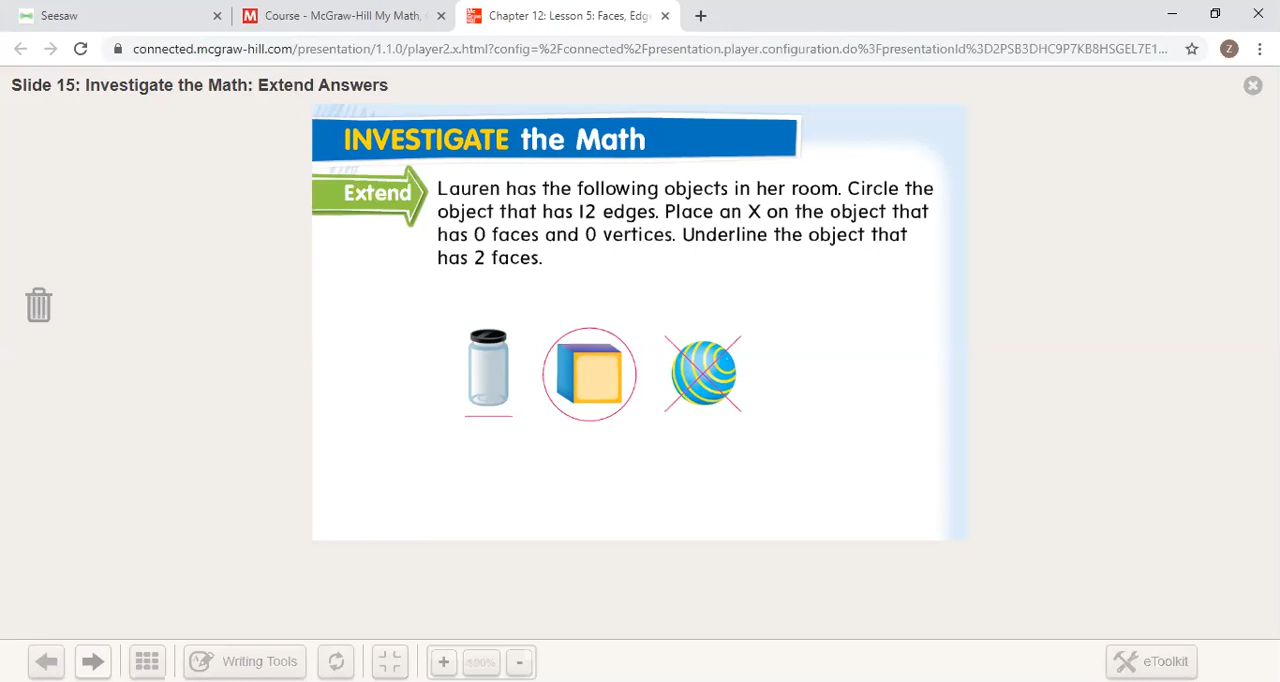 Seesaw
Course - McGraw-Hill My Math,
Chapter 12: Lesson 5: Faces, Edg
connected.mcgraw-hill.com/presentation/1.1.0/player2.x.html?config=%2Fconnected%2Fpresentation.player.configuration.do%3FpresentationId%3D2PSB3DHC9P7KB8HSGEL7E1...
Z
Slide 15: Investigate the Math: Extend Answers
INVESTIGATE the Math
Extend
Lauren has the following objects in her room. Circle the
object that has 12 edges. Place an X on the object that
has 0 faces and 0 vertices. Underline the object that
has 2 faces.
Writing Tools
100%
eToolkit